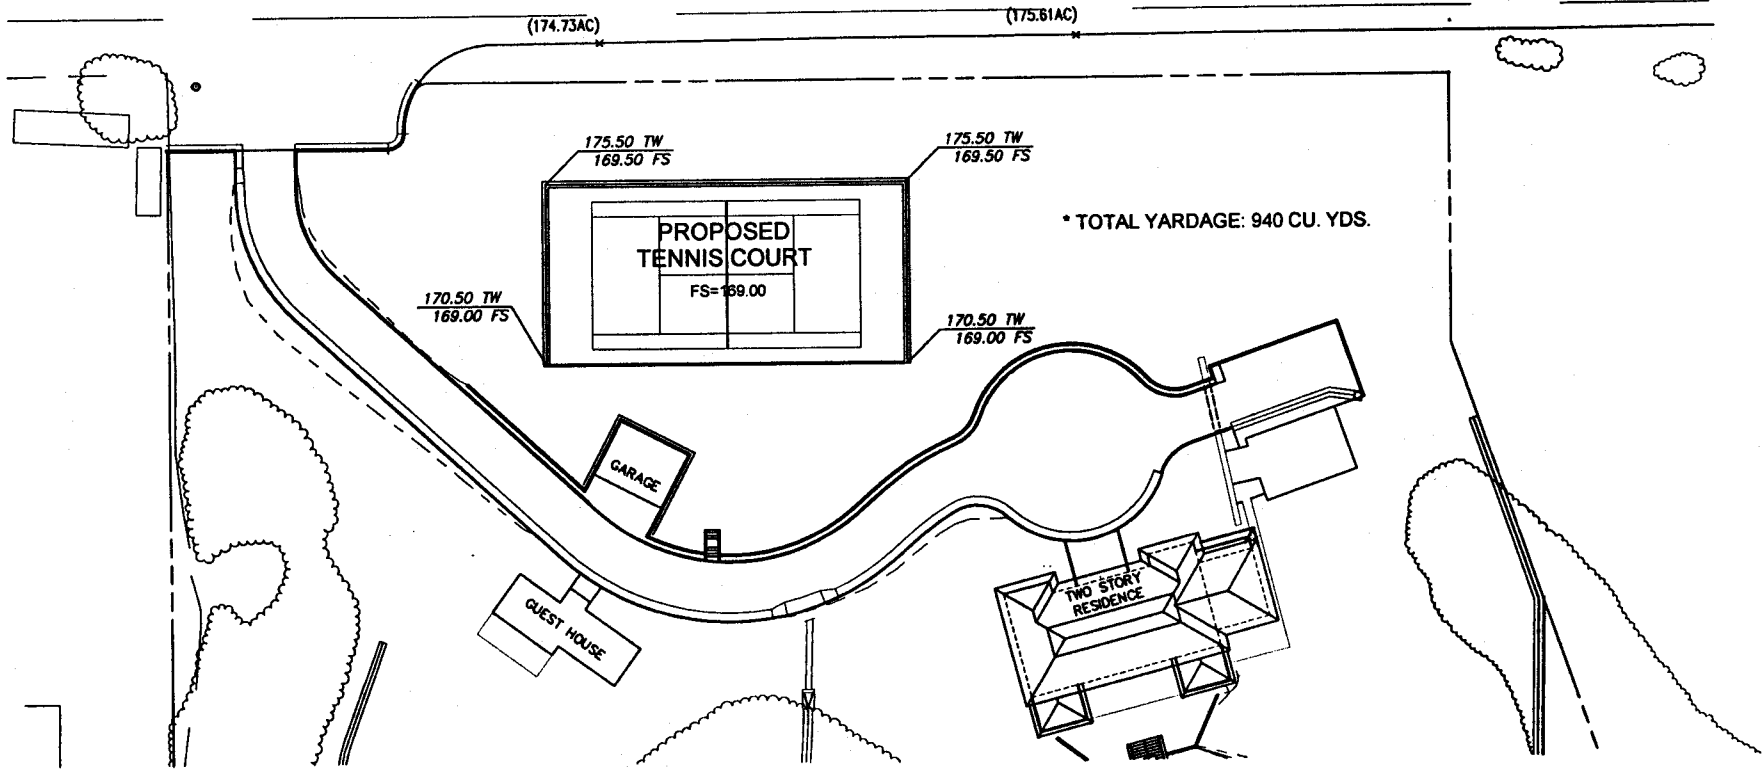 (174.73AC)
(175.61AC)
175.50 TW
169.50 FS
175.50 TW
169.50 FS
* TOTAL YARDAGE: 940 CU. YDS.
PROPOSED
TENNIS COURT
FS=169.00
170.50 TW
169.00 FS
170.50 TW
169.00 FS
GARAGE
GUEST HOUSE
TWO STORY
RESIDENCE